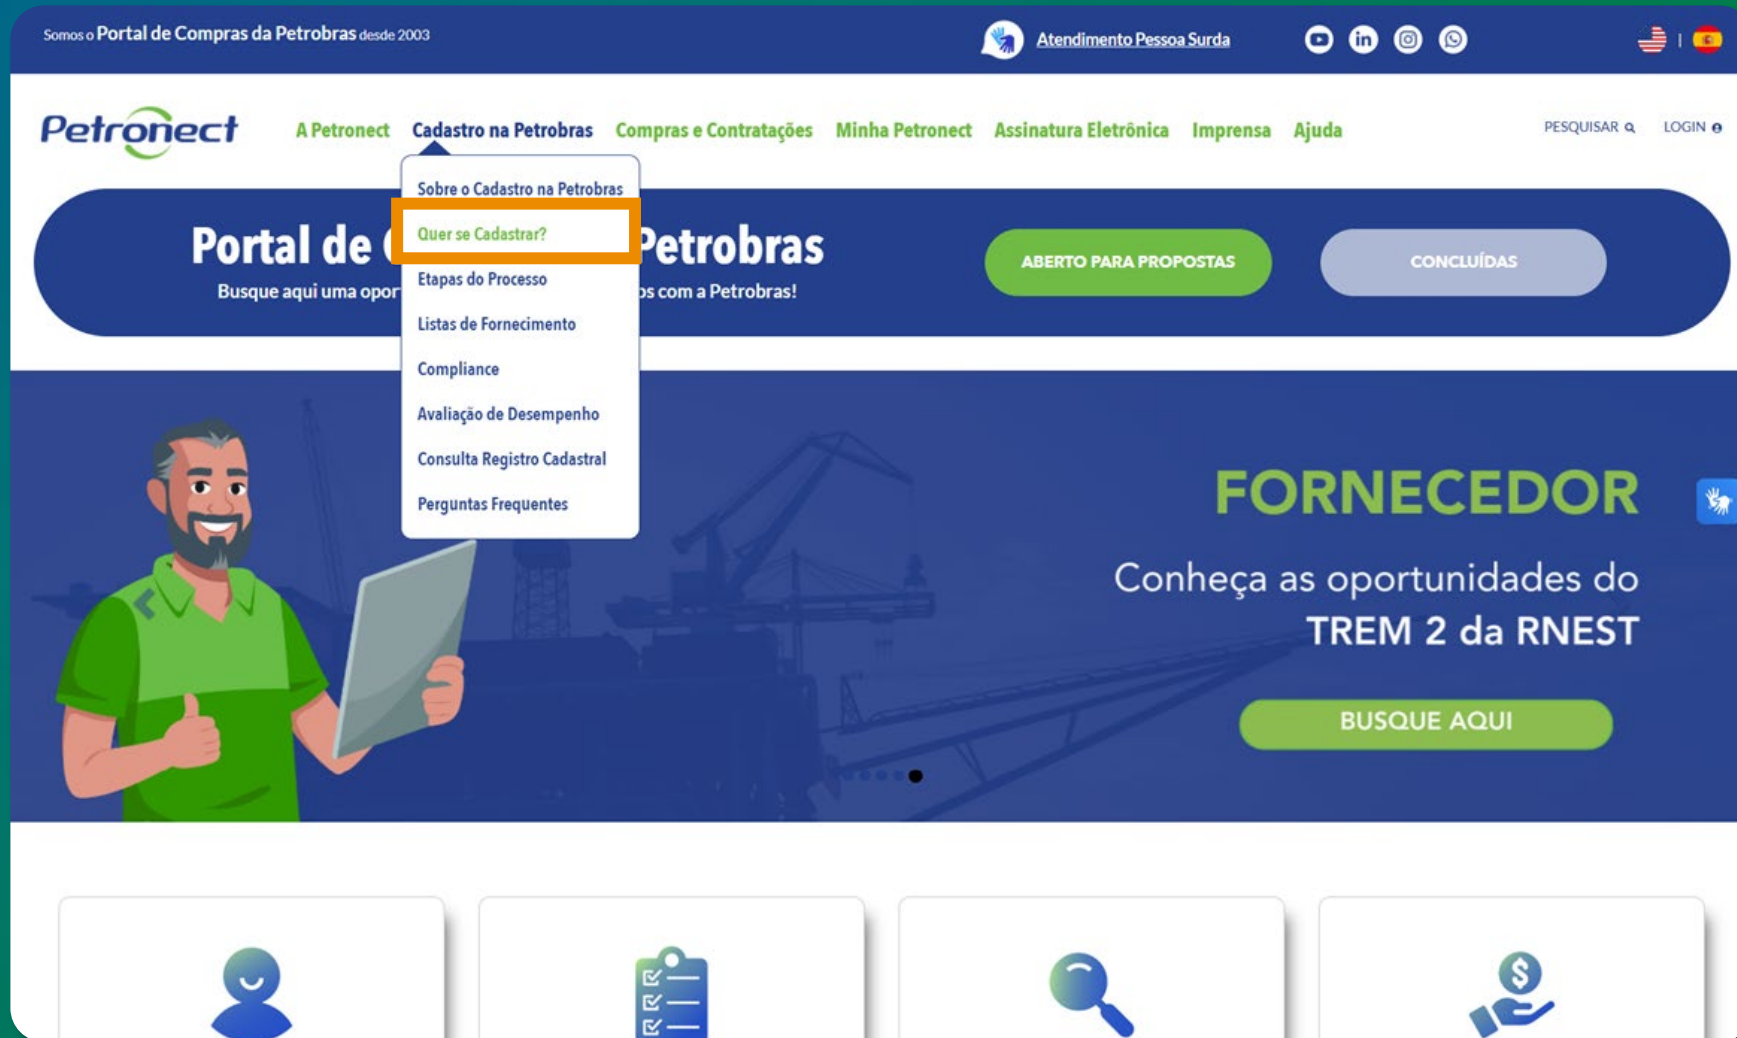 Somos o Portal de Compras da Petrobras desde 2003
Atendimento Pessoa Surda
in
Petronect
A Petronect
Cadastro na Petrobras
Compras e Contratações
Minha Petronect
Assinatura Eletrônica
Imprensa
Ajuda
PESQUISAR
LOGIN
Sobre o Cadastro na Petrobras
Quer se Cadastrar?
Etapas do Processo
Listas de Fornecimento
Compliance
Avaliação de Desempenho
Consulta Registro Cadastral
Perguntas Frequentes
Portal de Petrobras
Busque aqui uma com a Petrobras!
ABERTO PARA PROPOSTAS
CONCLUÍDAS
FORNECEDOR
Conheça as oportunidades do
TREM 2 da RNEST
BUSQUE AQUI
$